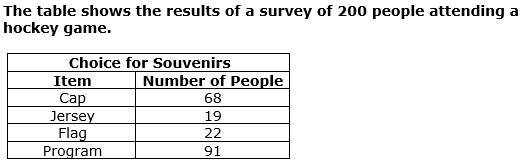 The table shows the results of a survey of 200 people attending a
hockey game.
Choice for Souvenirs
Item Number of People
Cap 68
Jersey 19
Flag 22
Program 91